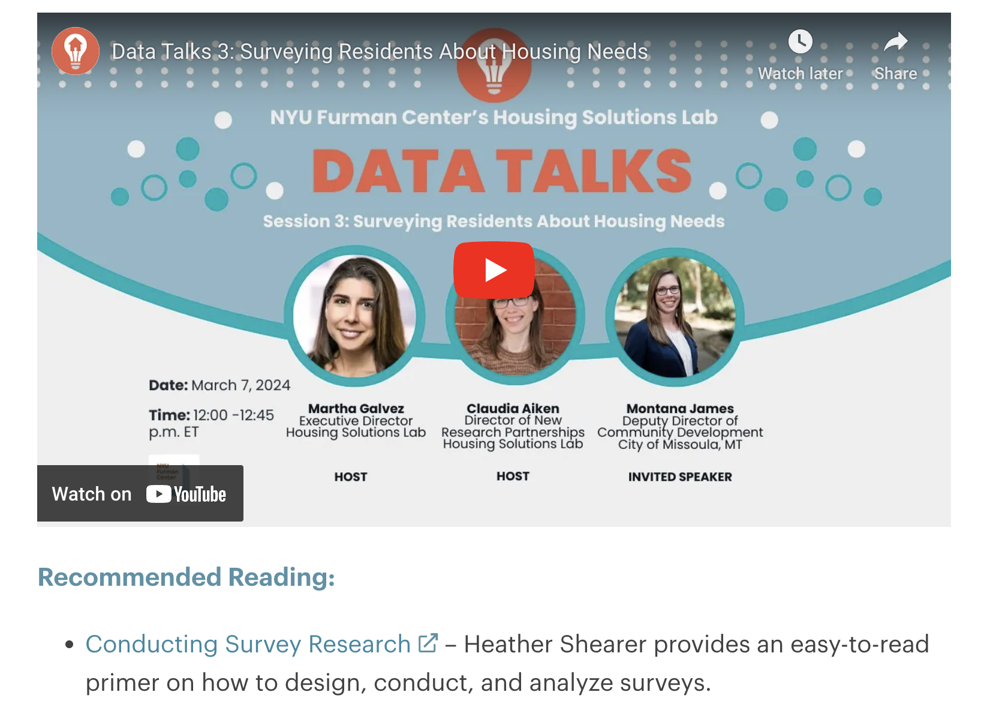 Data Talks 3: Surveying Residents About Housing Needs
Watch later
Share
NYU Furman Center’s Housing Solutions Lab
DATA TALKS
Session 3: Surveying Residents About Housing Needs
Date: March 7, 2024
Time: 12:00 –12:45
p.m. ET
Martha Galvez
Executive Director
Housing Solutions Lab
HOST
Claudia Aiken
Director of New
Research Partnerships
Housing Solutions Lab
HOST
Montana James
Deputy Director of
Community Development
City of Missoula, MT
INVITED SPEAKER
NYU
Furman
Center
Watch on YouTube
Recommended Reading:
• Conducting Survey Research – Heather Shearer provides an easy-to-read
primer on how to design, conduct, and analyze surveys.